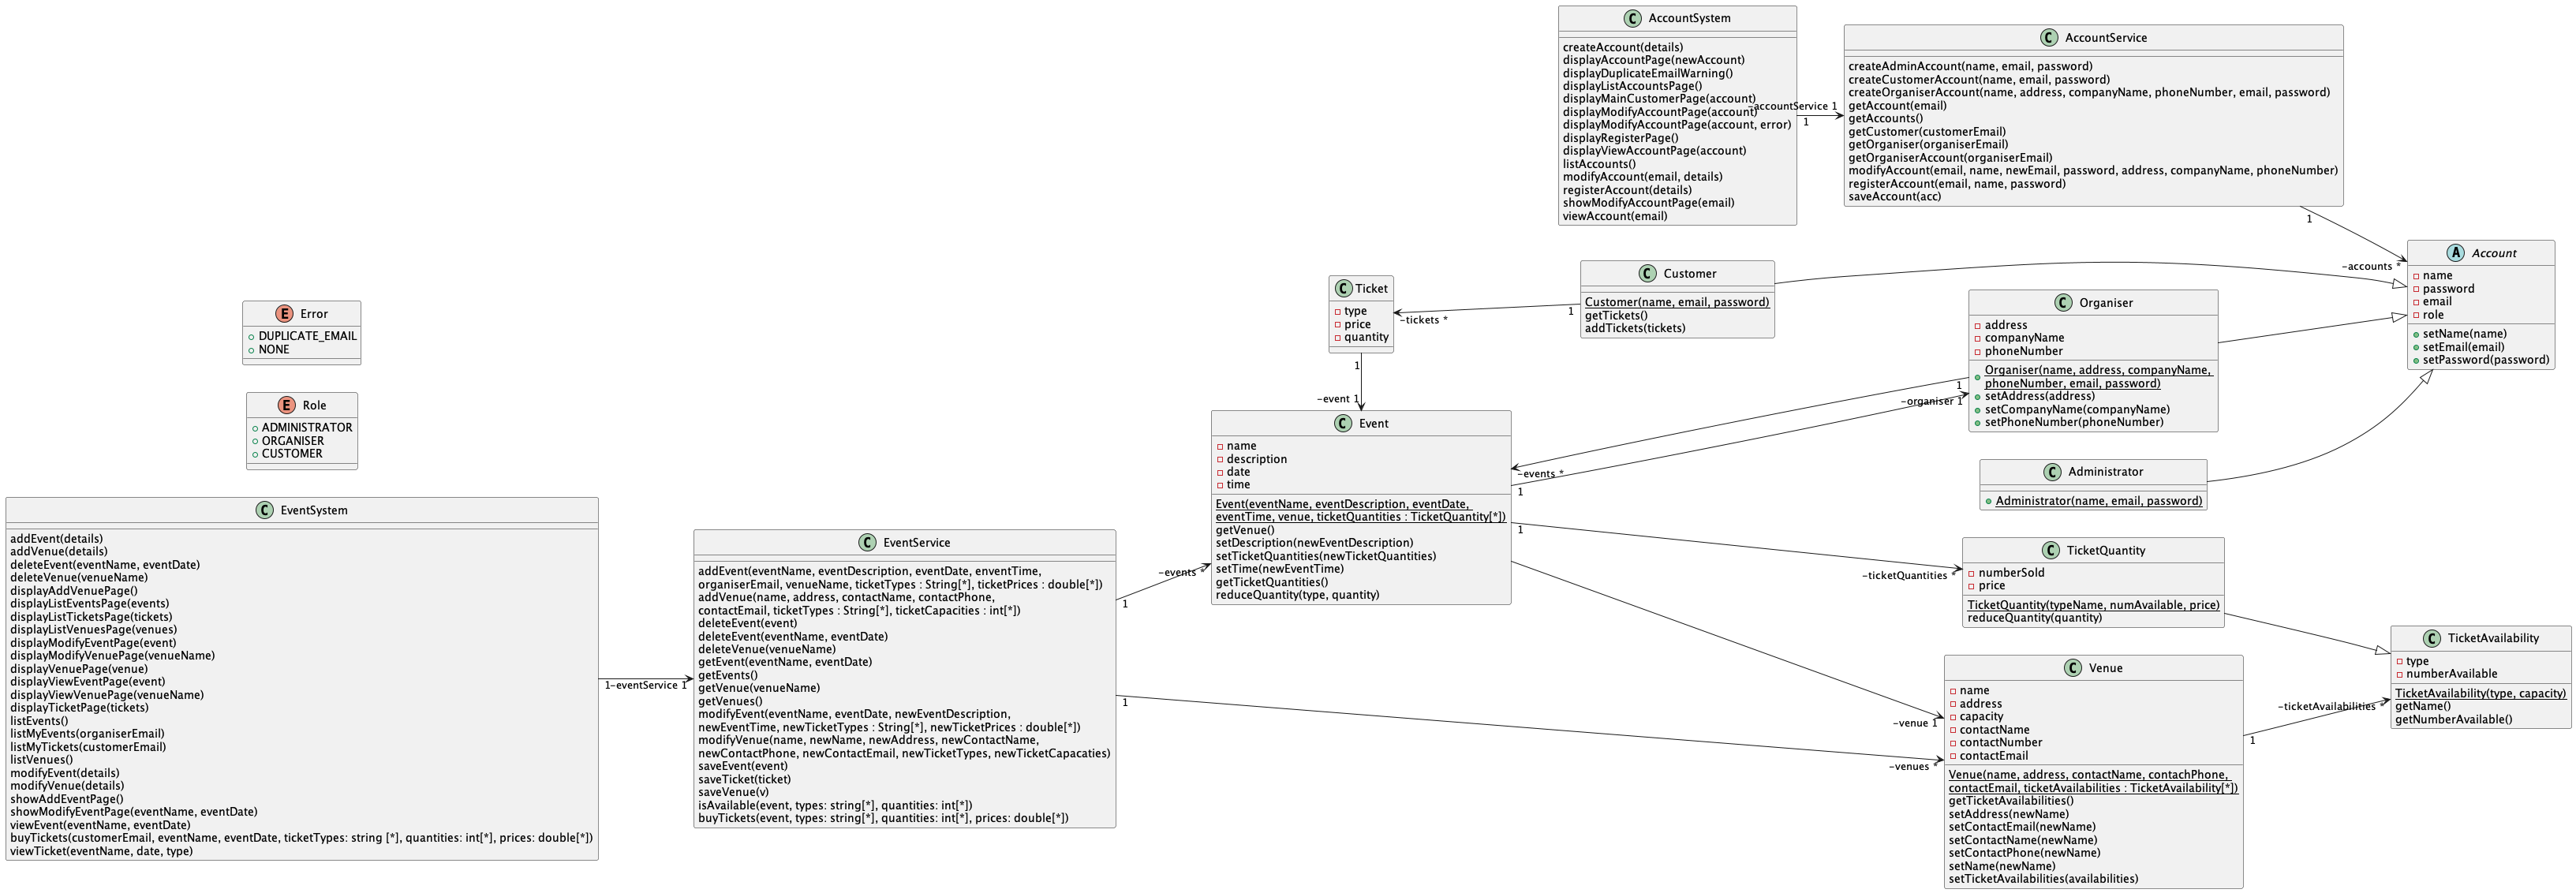 C AccountSystem
createAccount(details)
displayAccountPage(newAccount)
displayDuplicateEmailWarning()
displayListAccountsPage()
displayMainCustomerPage(account)
displayModifyAccountPage(account)
displayModifyAccountPage(account, error)
displayRegisterPage()
displayViewAccountPage(account)
listAccounts()
modifyAccount(email, details)
registerAccount(details)
showModifyAccountPage(email)
viewAccount(email)
-accountService 1
1
C AccountService
createAdminAccount(name, email, password)
createCustomerAccount(name, email, password)
createOrganiserAccount(name, address, companyName, phoneNumber, email, password)
getAccount(email)
getAccounts()
getCustomer(customerEmail)
getOrganiser(organiserEmail)
getOrganiserAccount(organiserEmail)
modifyAccount(email, name, newEmail, password, address, companyName, phoneNumber)
registerAccount(email, name, password)
saveAccount(acc)
1
-accounts *
A Account
name
password
email
role
setName(name)
setEmail(email)
setPassword(password)
C Customer
Customer(name, email, password)
getTickets()
addTickets(tickets)
1
-tickets *
C Ticket
type
price
quantity
1
-event 1
C Organiser
address
companyName
phoneNumber
Organiser(name, address, companyName,
phoneNumber, email, password)
setAddress(address)
setCompanyName(companyName)
setPhoneNumber(phoneNumber)
1
-organiser 1
-events *
1
C Administrator
Administrator(name, email, password)
E Error
DUPLICATE_EMAIL
NONE
E Role
ADMINISTRATOR
ORGANISER
CUSTOMER
C Event
name
description
date
time
Event(eventName, eventDescription, eventDate,
eventTime, venue, ticketQuantities : TicketQuantity[*])
getVenue()
setDescription(newEventDescription)
setTicketQuantities(newTicketQuantities)
setTime(newEventTime)
getTicketQuantities()
reduceQuantity(type, quantity)
1
-ticketQuantities *
-venue 1
C EventSystem
addEvent(details)
addVenue(details)
deleteEvent(eventName, eventDate)
deleteVenue(venueName)
displayAddVenuePage()
displayListEventsPage(events)
displayListTicketsPage(tickets)
displayListVenuesPage(venues)
displayModifyEventPage(event)
displayModifyVenuePage(venueName)
displayVenuePage(venue)
displayViewEventPage(event)
displayViewVenuePage(venueName)
displayTicketPage(tickets)
listEvents()
listMyEvents(organiserEmail)
listMyTickets(customerEmail)
listVenues()
modifyEvent(details)
modifyVenue(details)
showAddEventPage()
showModifyEventPage(eventName, eventDate)
viewEvent(eventName, eventDate)
buyTickets(customerEmail, eventName, eventDate, ticketTypes: string [*], quantities: int[*], prices: double[*])
viewTicket(eventName, date, type)
1
-eventService 1
C EventService
addEvent(eventName, eventDescription, eventDate, enventTime,
organiserEmail, venueName, ticketTypes : String[*], ticketPrices : double[*])
addVenue(name, address, contactName, contactPhone,
contactEmail, ticketTypes : String[*], ticketCapacities : int[*])
deleteEvent(event)
deleteEvent(eventName, eventDate)
deleteVenue(venueName)
getEvent(eventName, eventDate)
getEvents()
getVenue(venueName)
getVenues()
modifyEvent(eventName, eventDate, newEventDescription,
newEventTime, newTicketTypes : String[*], newTicketPrices : double[*])
modifyVenue(name, newName, newAddress, newContactName,
newContactPhone, newContactEmail, newTicketTypes, newTicketCapacaties)
saveEvent(event)
saveTicket(ticket)
saveVenue(v)
isAvailable(event, types: string[*], quantities: int[*])
buyTickets(event, types: string[*], quantities: int[*], prices: double[*])
1
-events *
1
-venues *
C TicketQuantity
numberSold
price
TicketQuantity(typeName, numAvailable, price)
reduceQuantity(quantity)
C Venue
name
address
capacity
contactName
contactNumber
contactEmail
Venue(name, address, contactName, contachPhone,
contactEmail, ticketAvailabilities : TicketAvailability[*])
getTicketAvailabilities()
setAddress(newName)
setContactEmail(newName)
setContactName(newName)
setContactPhone(newName)
setName(newName)
setTicketAvailabilities(availabilities)
1
-ticketAvailabilities *
C TicketAvailability
type
numberAvailable
TicketAvailability(type, capacity)
getName()
getNumberAvailable()